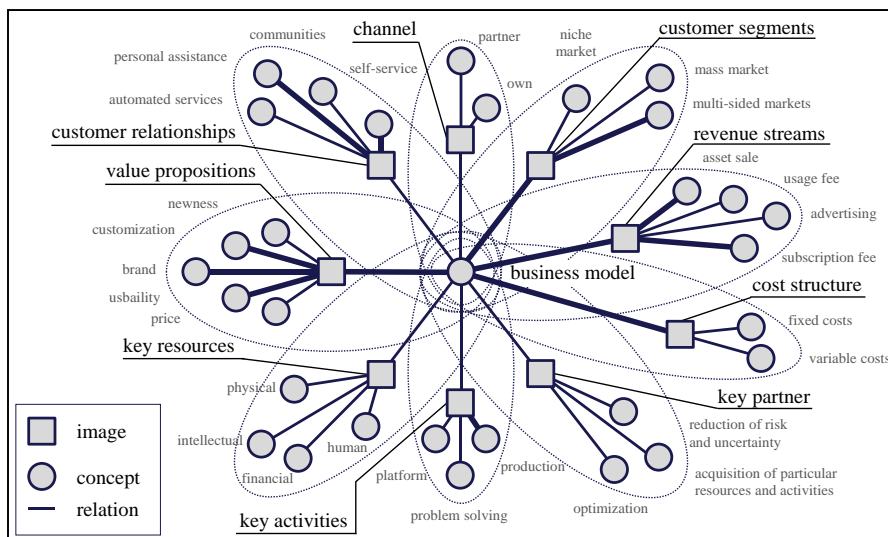 communities
channel
partner
niche
market
customer segments
personal assistance
self-service
own
mass market
automated services
multi-sided markets
customer relationships
revenue streams
value propositions
asset sale
usage fee
newness
advertising
customization
subscription fee
brand
business model
usbaility
cost structure
price
fixed costs
key resources
variable costs
physical
key partner
image
intellectual
human
reduction of risk
and uncertainty
concept
financial
platform
production
acquisition of particular
resources and activities
relation
key activities
problem solving
optimization